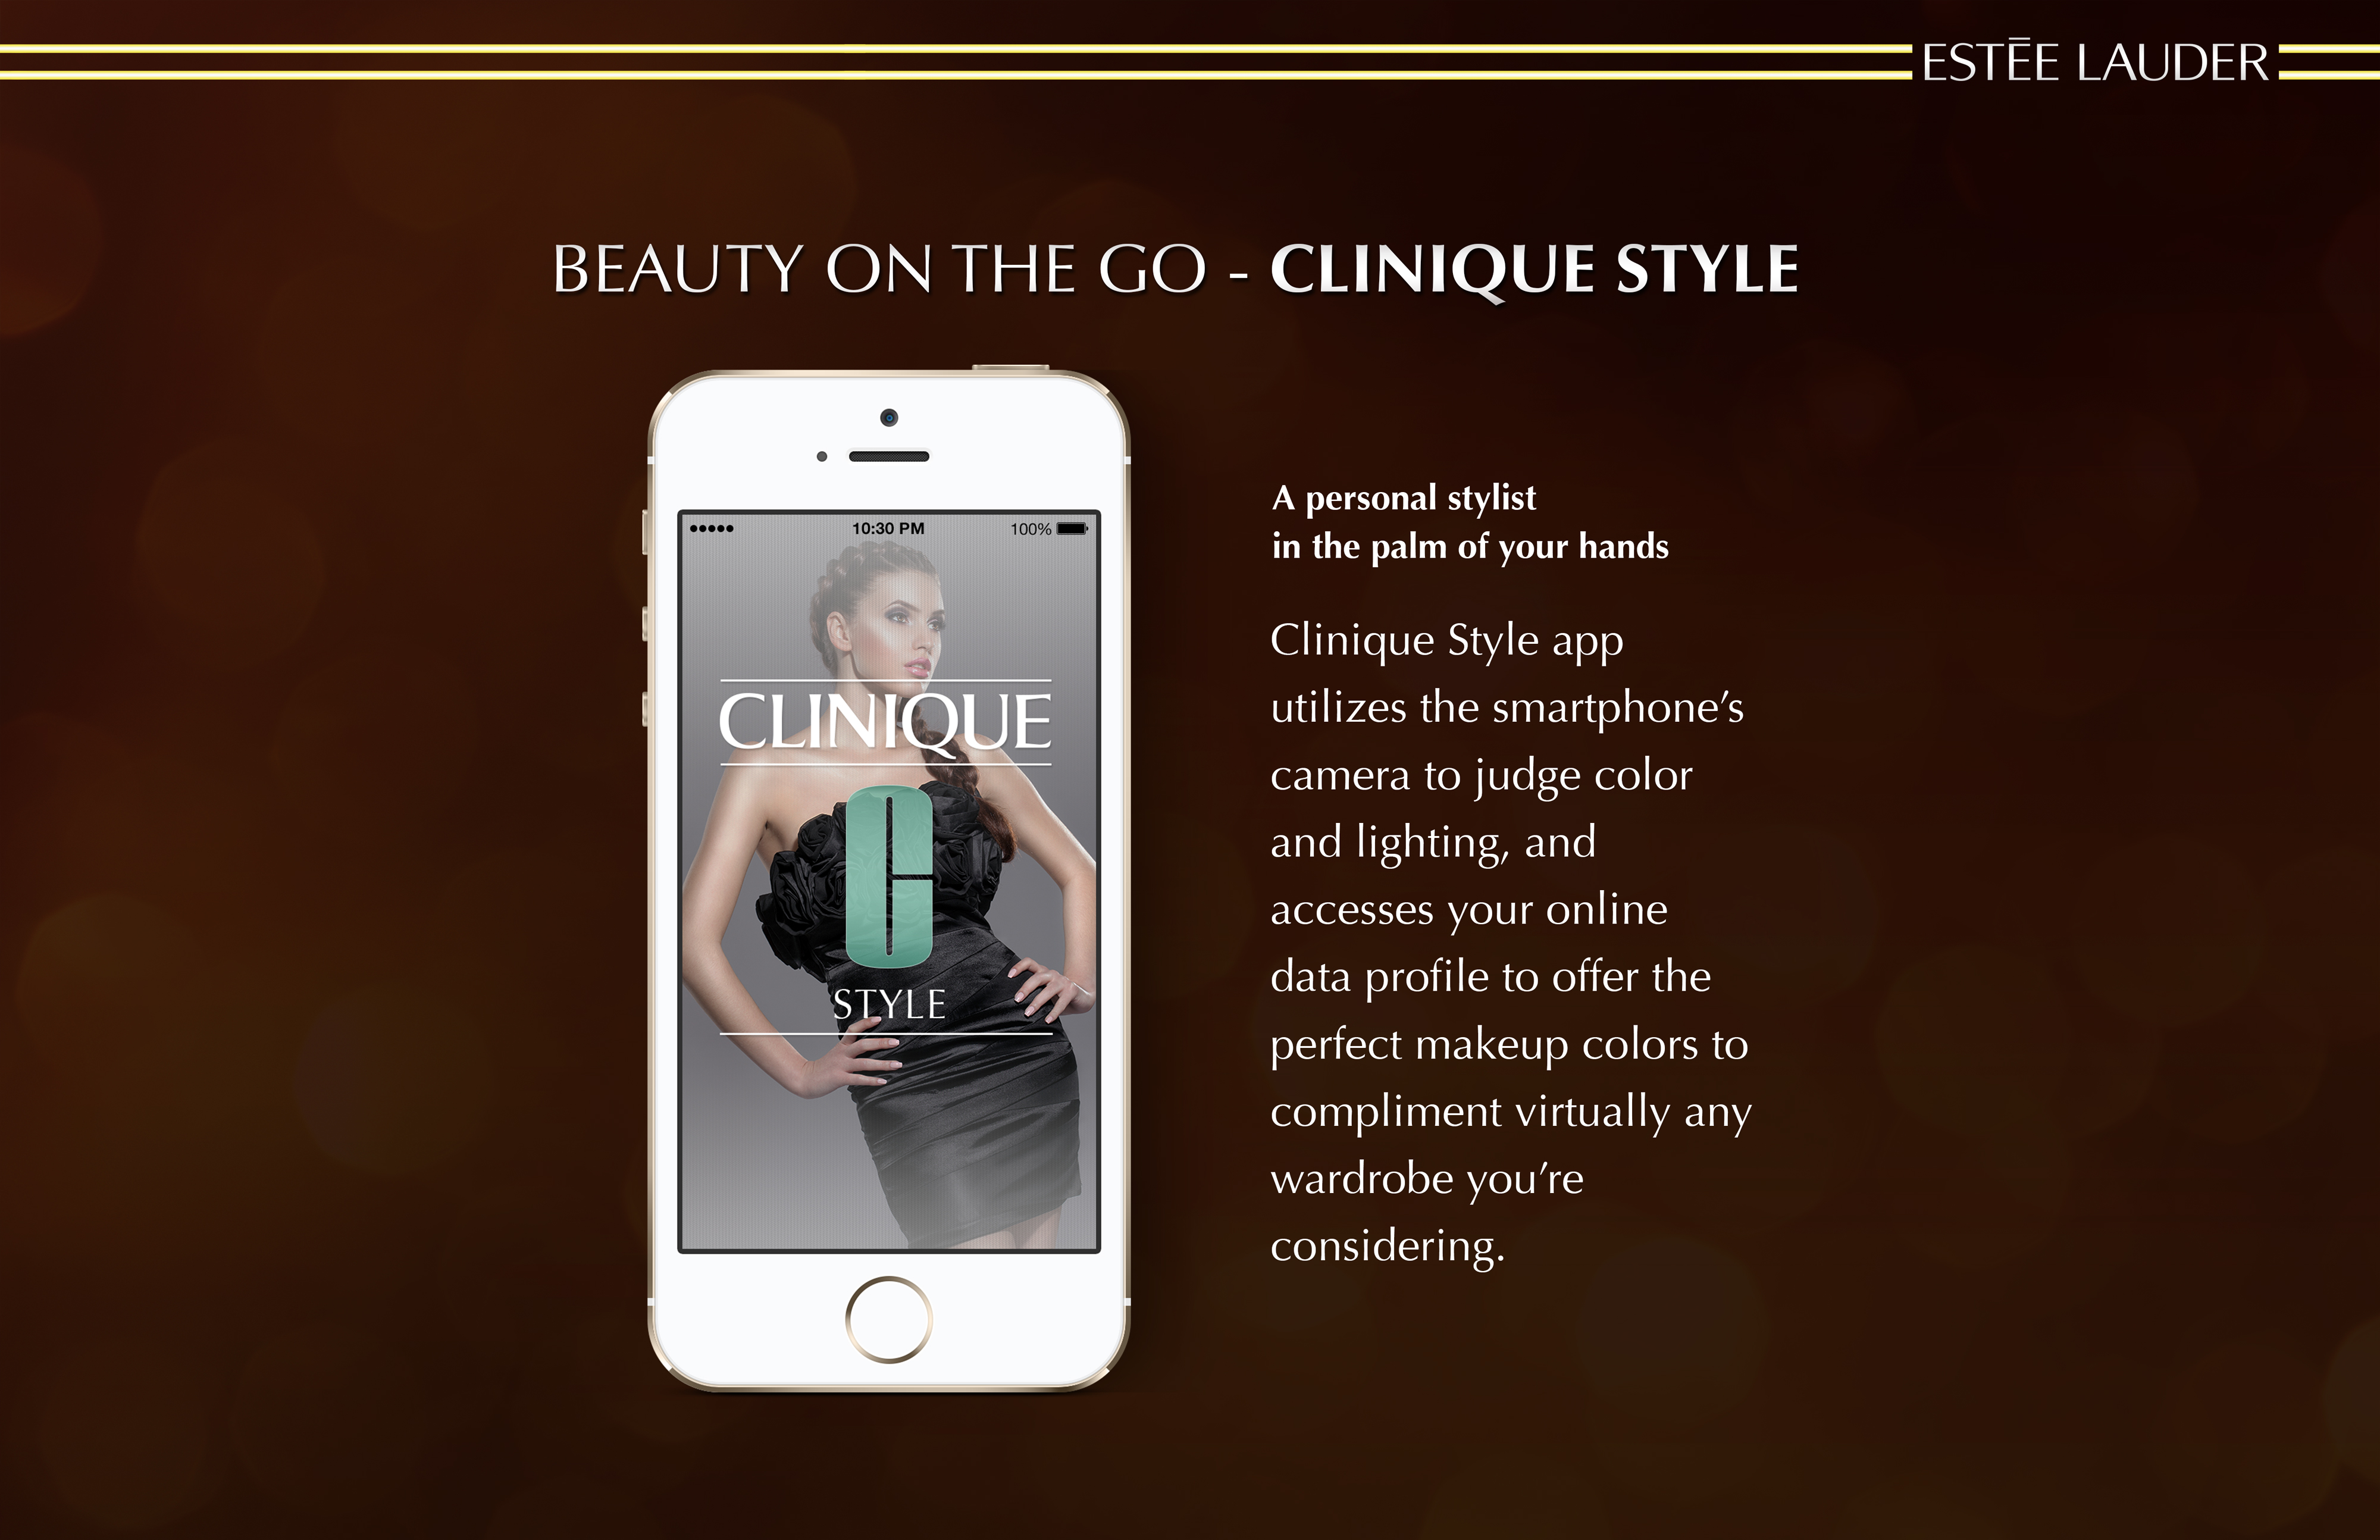 ESTĒE LAUDER
BEAUTY ON THE GO - CLINIQUE STYLE
10:30 PM
100%
CLINIQUE
C
STYLE
A personal stylist
in the palm of your hands
Clinique Style app
utilizes the smartphone’s
camera to judge color
and lighting, and
accesses your online
data profile to offer the
perfect makeup colors to
compliment virtually any
wardrobe you’re
considering.